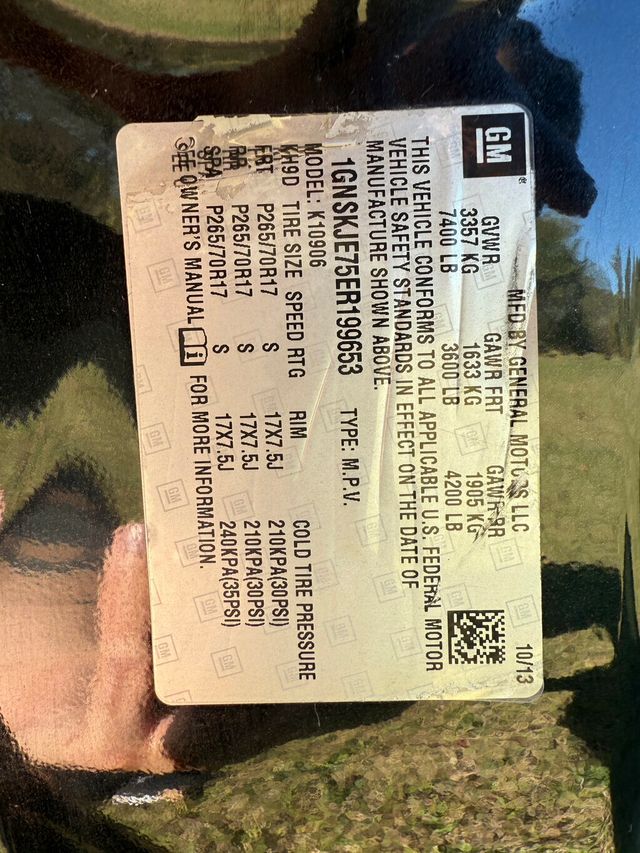 GM
®
MFD BY GENERAL MOTORS LLC 10/13
GVWR GAWR FRT GAWR RR
3357 KG 1633 KG 1905 KG
7400 LB 3600 LB 4200 LB
THIS VEHICLE CONFORMS TO ALL APPLICABLE U.S. FEDERAL MOTOR
VEHICLE SAFETY STANDARDS IN EFFECT ON THE DATE OF
MANUFACTURE SHOWN ABOVE.
1GNSKJE75ER199653 TYPE: M.P.V.
MODEL: K10906
KH9D TIRE SIZE SPEED RTG RIM COLD TIRE PRESSURE
FRT P265/70R17 S 17X7.5J 210KPA(30PSI)
RR P265/70R17 S 17X7.5J 210KPA(30PSI)
SPA P265/70R17 S 17X7.5J 240KPA(35PSI)
SEE OWNER'S MANUAL i FOR MORE INFORMATION.